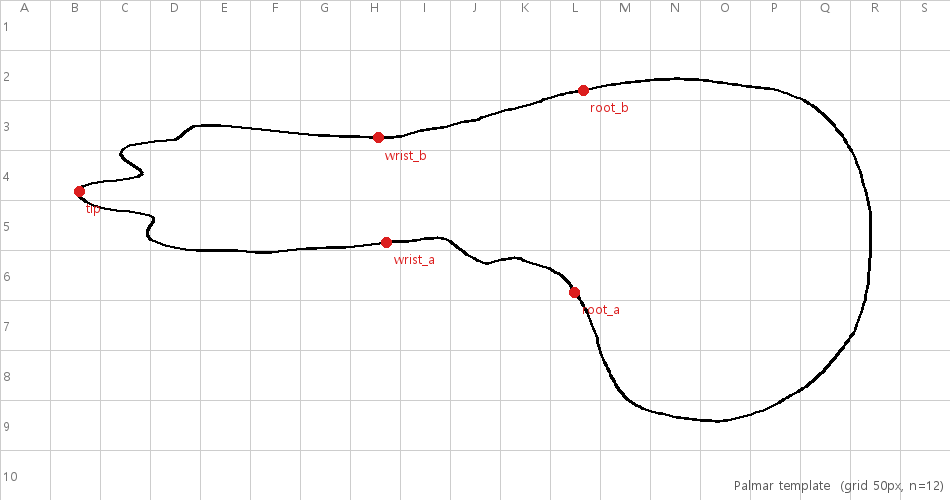 A B C D E F G H I J K L M N O P Q R S
1
2
root_b
3
wrist_b
4
tip
5
wrist_a
6
root_a
7
8
9
10
Palmar template (grid 50px, n=12)